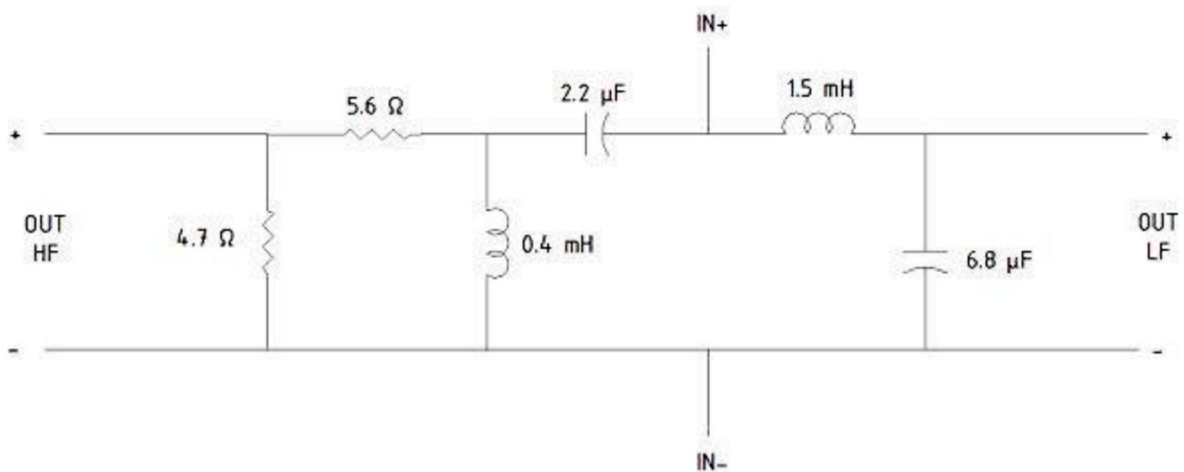 IN+
1.5 mH
2.2 µF
5.6 Ω
+
+
OUT
HF
4.7 Ω
0.4 mH
6.8 µF
OUT
LF
-
-
IN-